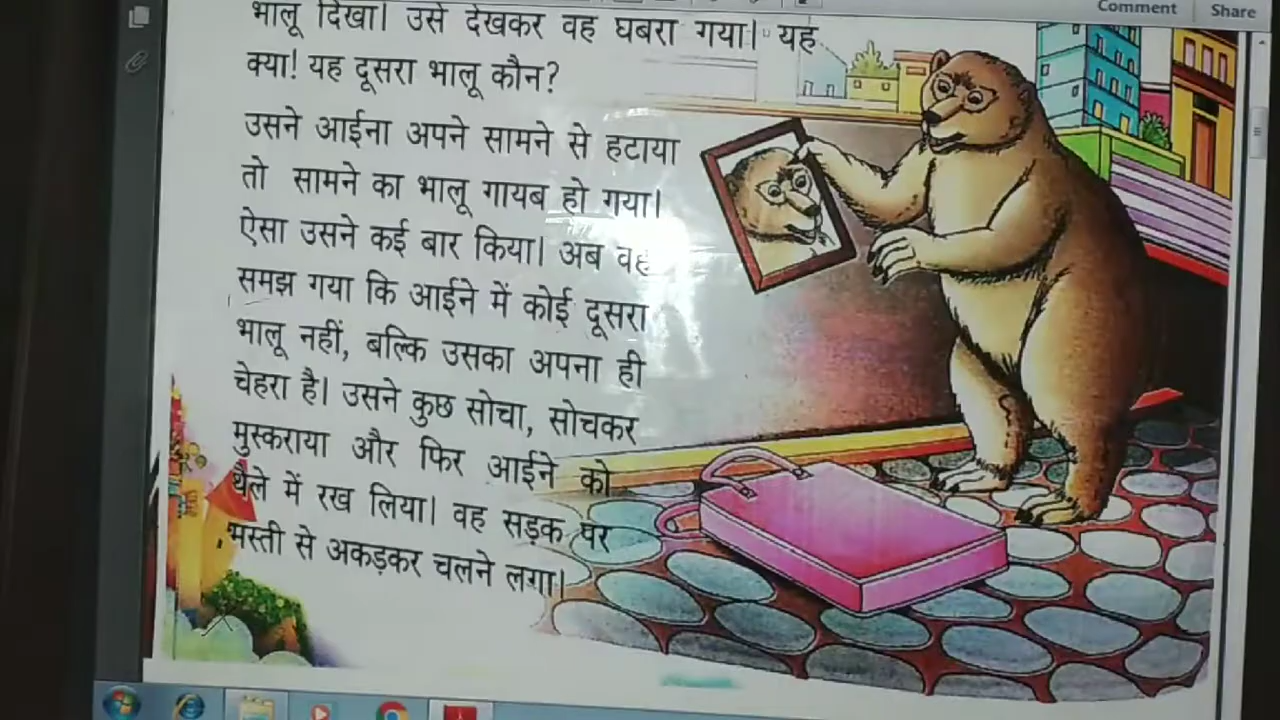 Comment Share
भालू दिखा। उसे देखकर वह घबरा गया। यह
क्या! यह दूसरा भालू कौन?
उसने आईना अपने सामने से हटाया
तो सामने का भालू गायब हो गया।
ऐसा उसने कई बार किया। अब वह
समझ गया कि आईने में कोई दूसरा
भालू नहीं, बल्कि उसका अपना ही
चेहरा है। उसने कुछ सोचा, सोचकर
मुस्कराया और फिर आईने को
थैले में रख लिया। वह सड़क पर
मस्ती से अकड़कर चलने लगा।